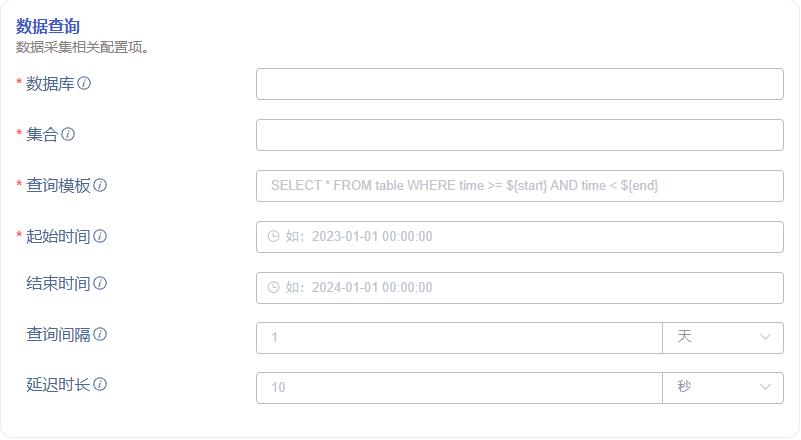 数据查询
数据采集相关配置项。
* 数据库
* 集合
* 查询模板 SELECT * FROM table WHERE time >= ${start} AND time < ${end}
* 起始时间 如：2023-01-01 00:00:00
结束时间 如：2024-01-01 00:00:00
查询间隔 1 天
延迟时长 10 秒